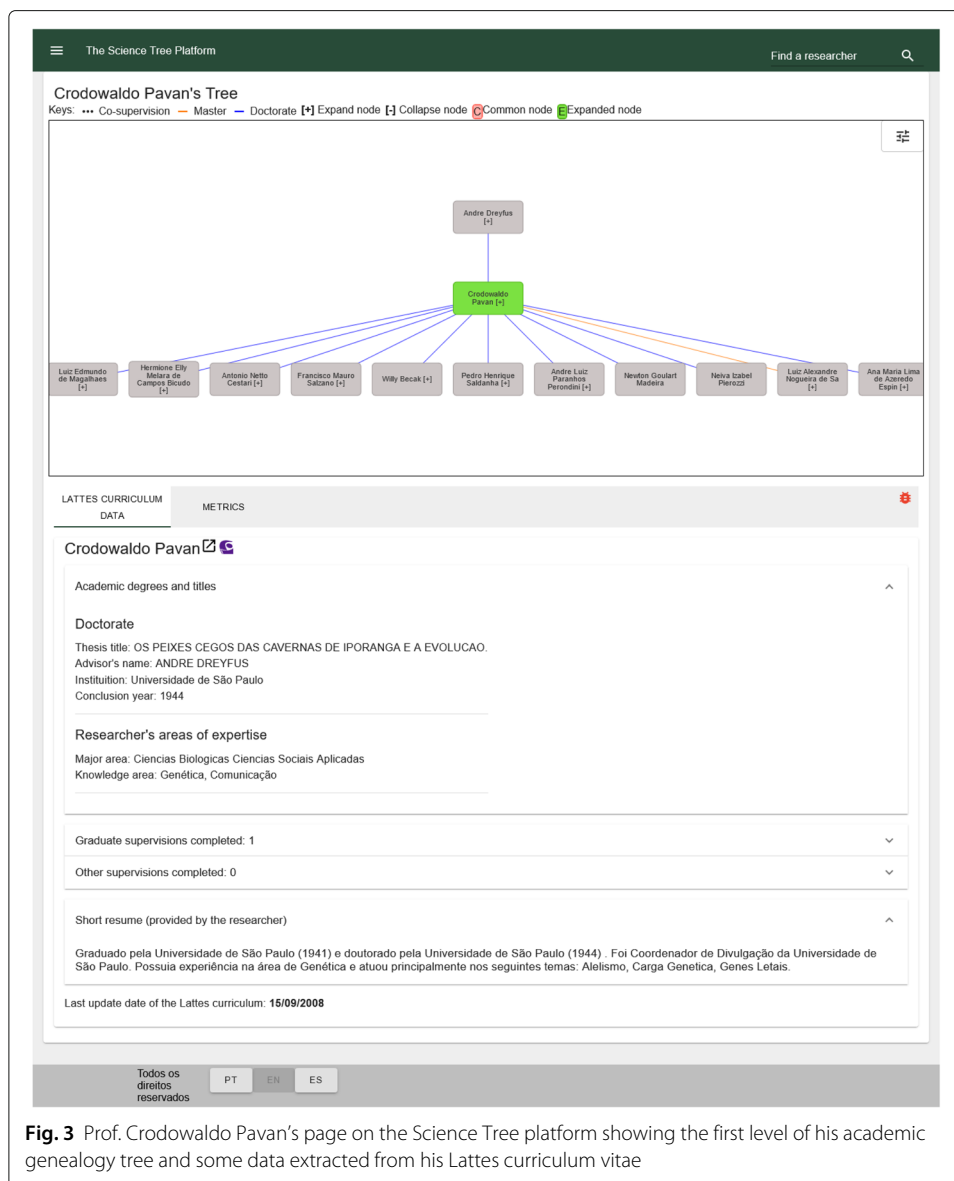 The Science Tree Platform
Find a researcher
Crodowaldo Pavan's Tree
Keys: ••• Co-supervision — Master — Doctorate [+] Expand node [-] Collapse node C Common node E Expanded node
Andre Dreyfus
[+]
Crodowaldo
Pavan [+]
Luiz Edmundo
de Magalhaes
[+]
Hermione Elly
Melara de
Campos Bicudo
[+]
Antonio Netto
Cestari [+]
Francisco Mauro
Salzano [+]
Willy Becak [+]
Pedro Henrique
Saldanha [+]
Andre Luiz
Paranhos
Perondini [+]
Newton Goulart
Madeira
Neiva Izabel
Pierozzi
Luiz Alexandre
Nogueira de Sa
[+]
Ana Maria Lima
de Azeredo
Espin [+]
LATTES CURRICULUM
DATA
METRICS
Crodowaldo Pavan
Academic degrees and titles
Doctorate
Thesis title: OS PEIXES CEGOS DAS CAVERNAS DE IPORANGA E A EVOLUCAO.
Advisor's name: ANDRE DREYFUS
Instituition: Universidade de São Paulo
Conclusion year: 1944
Researcher's areas of expertise
Major area: Ciencias Biologicas Ciencias Sociais Aplicadas
Knowledge area: Genética, Comunicação
Graduate supervisions completed: 1
Other supervisions completed: 0
Short resume (provided by the researcher)
Graduado pela Universidade de São Paulo (1941) e doutorado pela Universidade de São Paulo (1944) . Foi Coordenador de Divulgação da Universidade de
São Paulo. Possuia experiência na área de Genética e atuou principalmente nos seguintes temas: Alelismo, Carga Genetica, Genes Letais.
Last update date of the Lattes curriculum: 15/09/2008
Todos os
direitos
reservados
PT
EN
ES
Fig. 3 Prof. Crodowaldo Pavan's page on the Science Tree platform showing the first level of his academic
genealogy tree and some data extracted from his Lattes curriculum vitae